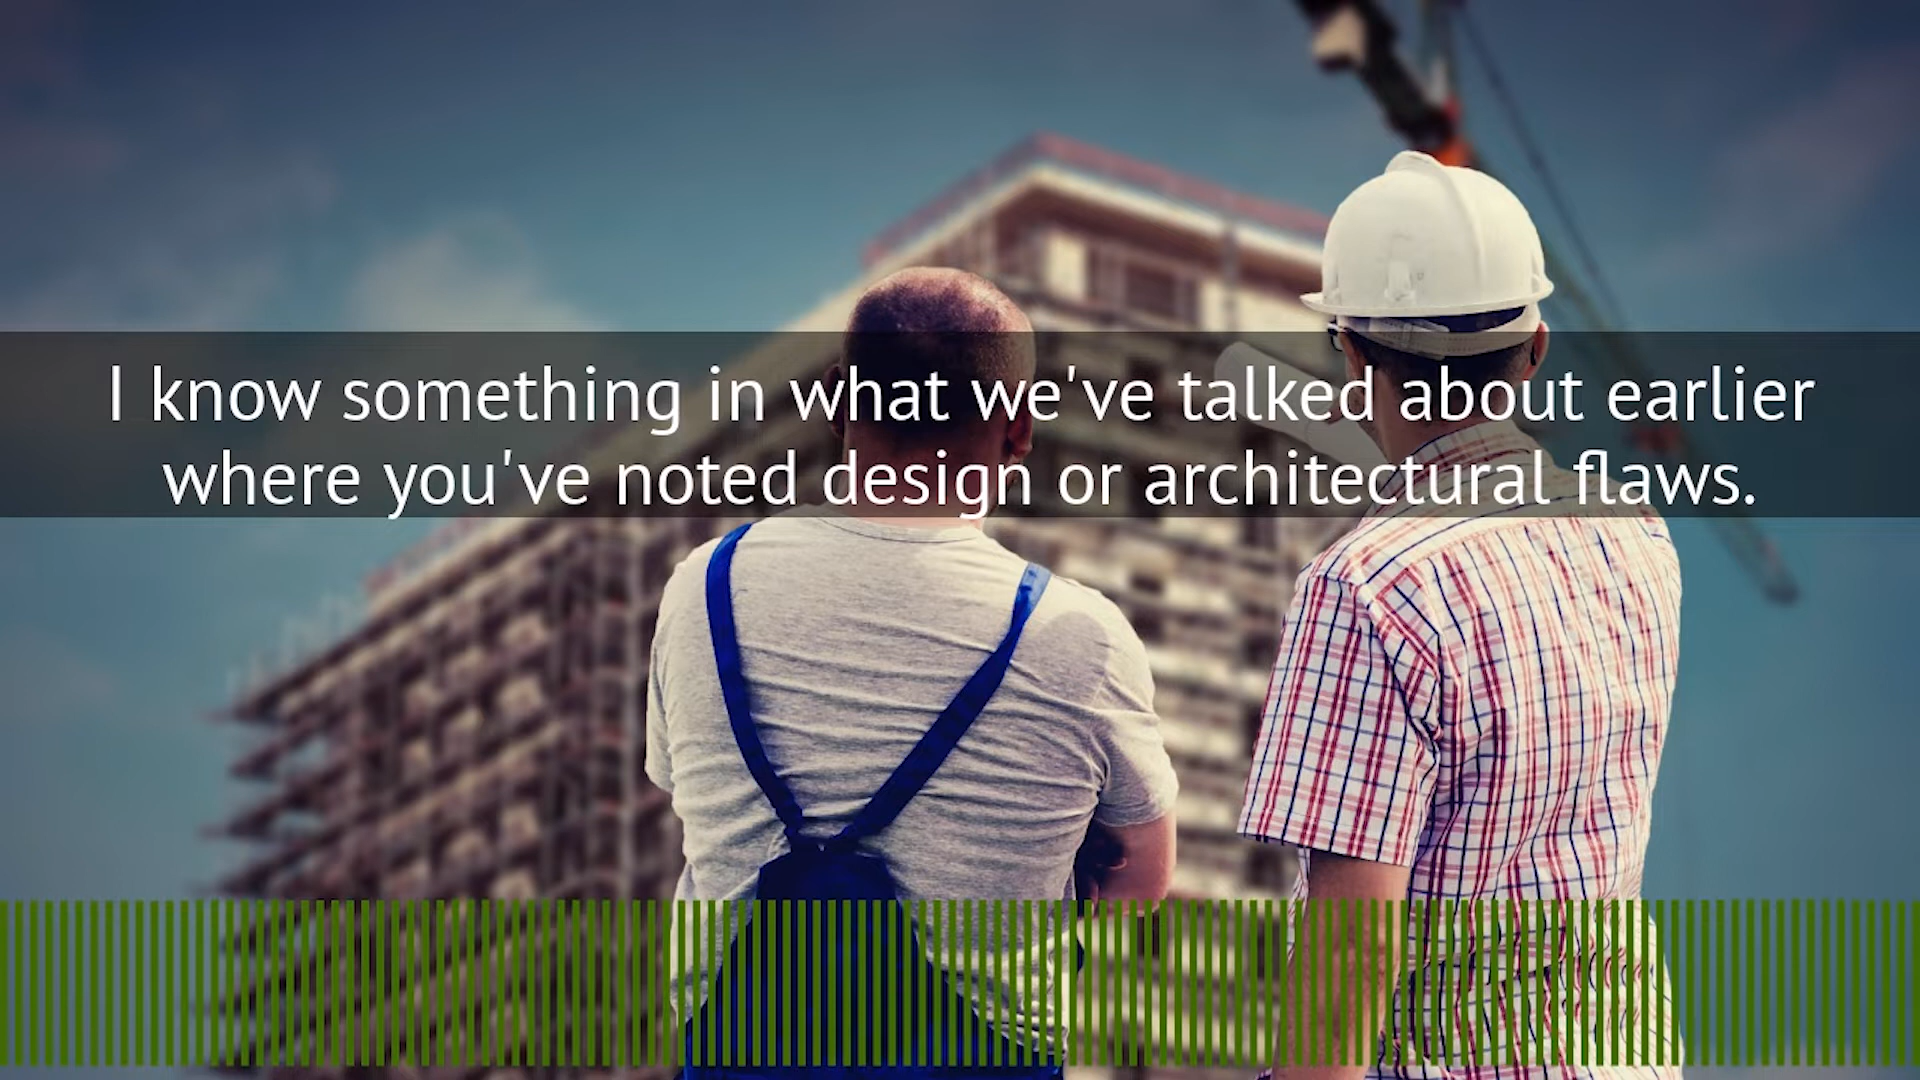 I know something in what we've talked about earlier
where you've noted design or architectural flaws.